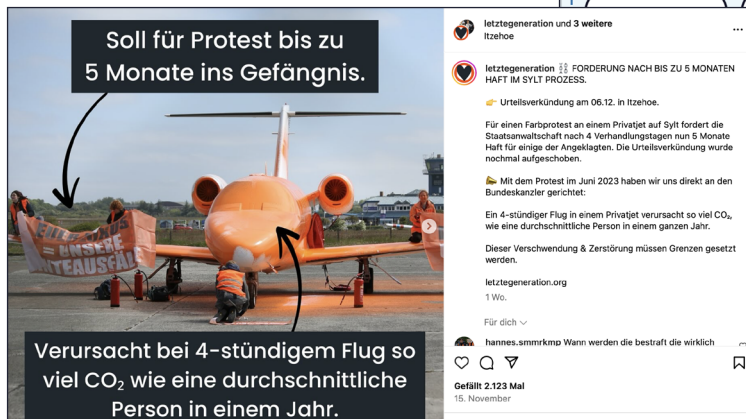 Soll für Protest bis zu
5 Monate ins Gefängnis.
= UNSERE
Verursacht bei 4-stündigem Flug so
viel CO₂ wie eine durchschnittliche
Person in einem Jahr.
letztegeneration und 3 weitere
Itzehoe
letztegeneration ⛓️ FORDERUNG NACH BIS ZU 5 MONATEN
HAFT IM SYLT PROZESS.
👉 Urteilsverkündung am 06.12. in Itzehoe.
Für einen Farbprotest an einem Privatjet auf Sylt fordert die
Staatsanwaltschaft nach 4 Verhandlungstagen nun 5 Monate
Haft für einige der Angeklagten. Die Urteilsverkündung wurde
nochmal aufgeschoben.
Mit dem Protest im Juni 2023 haben wir uns direkt an den
Bundeskanzler gerichtet:
Ein 4-stündiger Flug in einem Privatjet verursacht so viel CO₂,
wie eine durchschnittliche Person in einem ganzen Jahr.
Dieser Verschwendung & Zerstörung müssen Grenzen gesetzt
werden.
letztegeneration.org
1 Wo.
Für dich
hannes.smmrkmp Wann werden die bestraft die wirklich
Gefällt 2.123 Mal
15. November